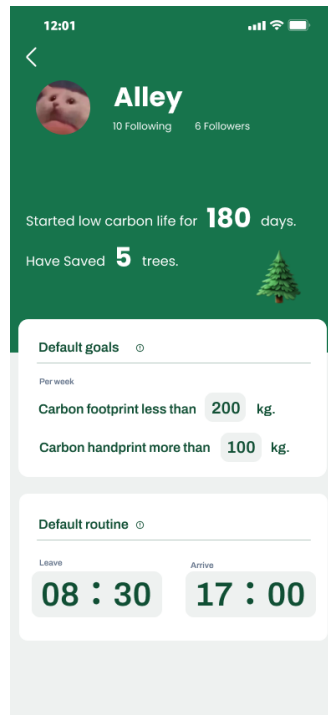 12:01
Alley
10 Following 6 Followers
Started low carbon life for 180 days.
Have Saved 5 trees.
Default goals
Per week
Carbon footprint less than 200 kg.
Carbon handprint more than 100 kg.
Default routine
Leave Arrive
08 : 30 17 : 00